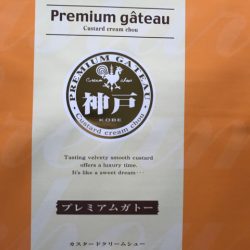 Premium gâteau
Custard cream chou
PREMIUM GATEAU
Cream chou
神戸
KOBE
Custard cream chou
Tasting velvety smooth custard
offers a luxury time.
It's like a sweet dream･･･
プレミアムガトー
カスタードクリームシュー